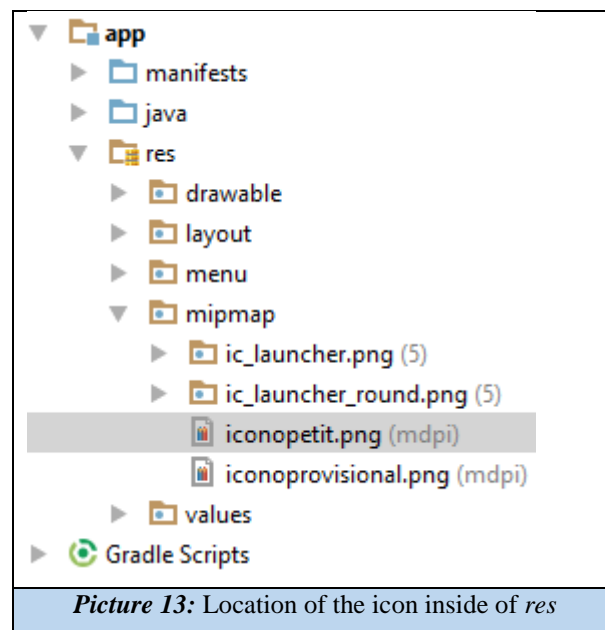 app
manifests
java
res
drawable
layout
menu
mipmap
ic_launcher.png (5)
ic_launcher_round.png (5)
iconopetit.png (mdpi)
iconoprovisional.png (mdpi)
values
Gradle Scripts
Picture 13: Location of the icon inside of res